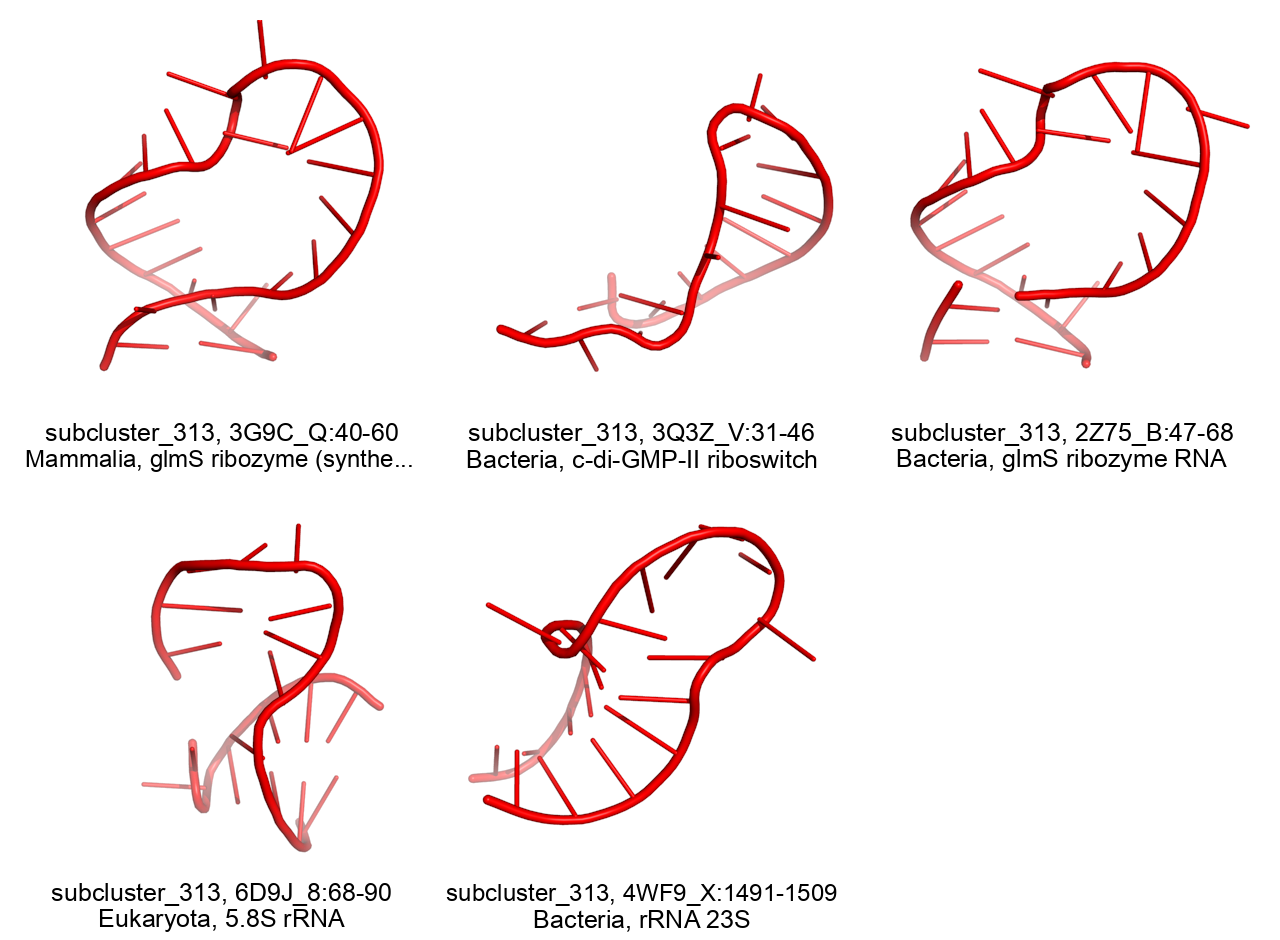 subcluster_313, 3G9C_Q:40-60
Mammalia, glmS ribozyme (synthe...
subcluster_313, 3Q3Z_V:31-46
Bacteria, c-di-GMP-II riboswitch
subcluster_313, 2Z75_B:47-68
Bacteria, glmS ribozyme RNA
subcluster_313, 6D9J_8:68-90
Eukaryota, 5.8S rRNA
subcluster_313, 4WF9_X:1491-1509
Bacteria, rRNA 23S